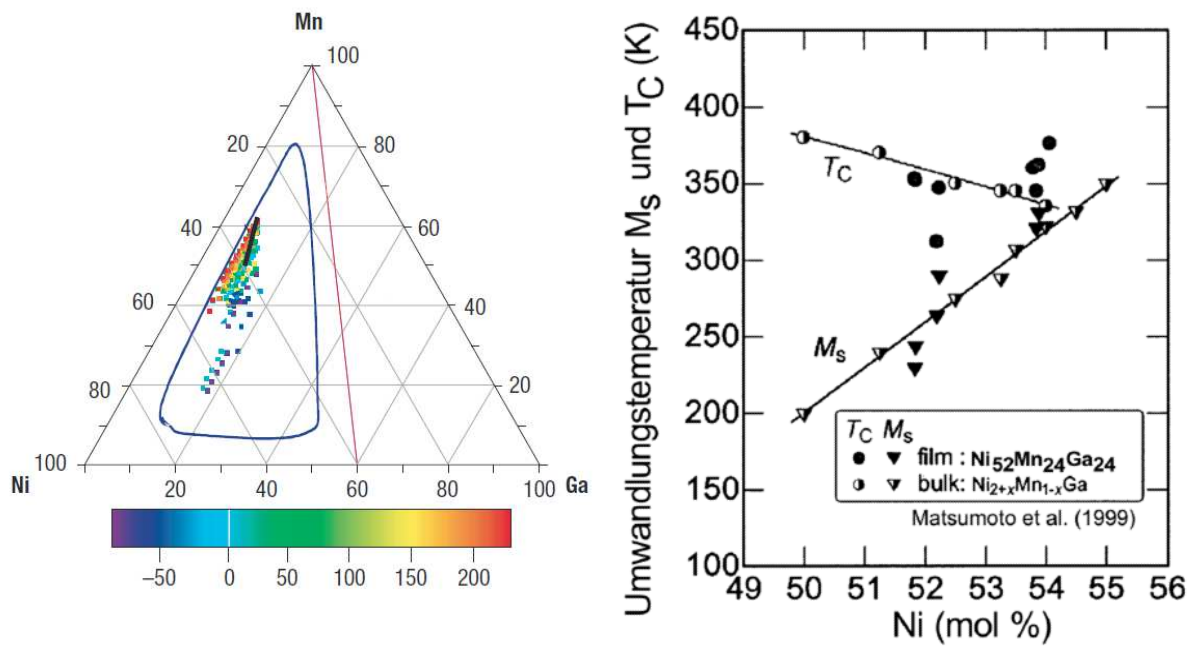 Mn
100
20
80
40
60
60
40
80
20
100
Ni
20
40
60
80
100
Ga
−50
0
50
100
150
200
Umwandlungstemperatur Ms und TC (K)
450
400
350
300
250
200
150
100
TC
Ms
TC Ms
film : Ni52Mn24Ga24
bulk: Ni2+xMn1-xGa
Matsumoto et al. (1999)
49 50 51 52 53 54 55 56
Ni (mol %)